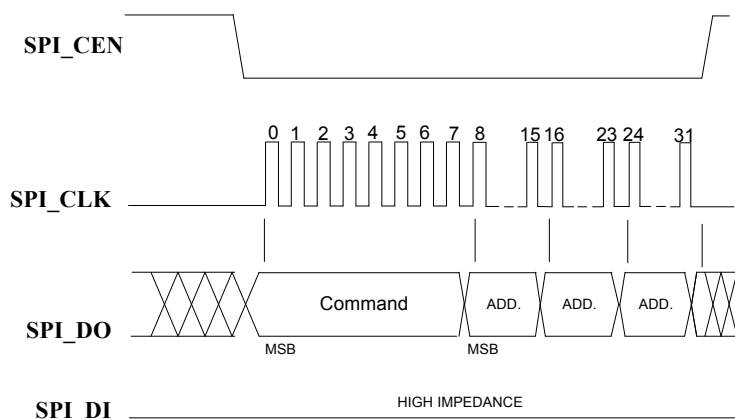 SPI_CEN
0 1 2 3 4 5 6 7 8 15 16 23 24 31
SPI_CLK
Command ADD. ADD. ADD.
SPI_DO
MSB MSB
HIGH IMPEDANCE
SPI_DI